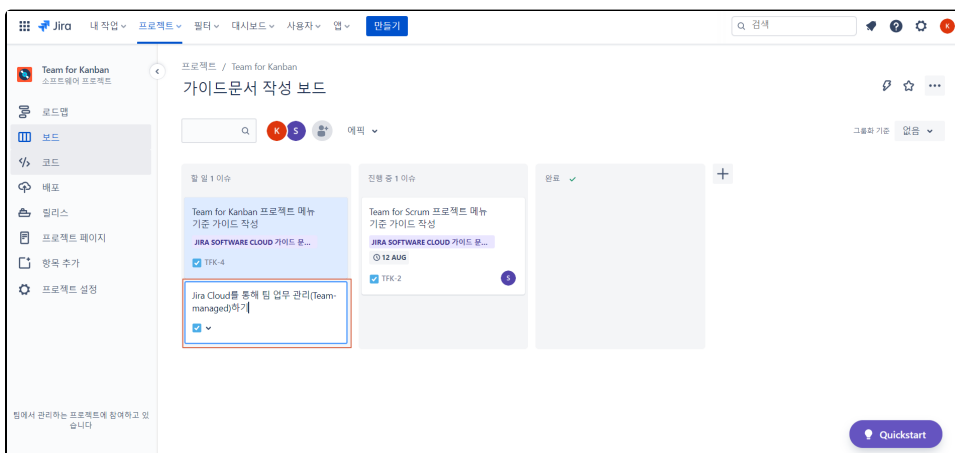 Jira
내 작업
프로젝트
필터
대시보드
사용자
앱
만들기
검색
K
Team for Kanban
소프트웨어 프로젝트
로드맵
보드
코드
배포
릴리스
프로젝트 페이지
항목 추가
프로젝트 설정
팀에서 관리하는 프로젝트에 참여하고 있
습니다
프로젝트 / Team for Kanban
가이드문서 작성 보드
K
S
에픽
그룹화 기준
없음
할 일 1 이슈
Team for Kanban 프로젝트 메뉴
기준 가이드 작성
JIRA SOFTWARE CLOUD 가이드 문...
TFK-4
Jira Cloud를 통해 팀 업무 관리(Team-
managed)하기
진행 중 1 이슈
Team for Scrum 프로젝트 메뉴
기준 가이드 작성
JIRA SOFTWARE CLOUD 가이드 문...
12 AUG
TFK-2
S
완료
Quickstart